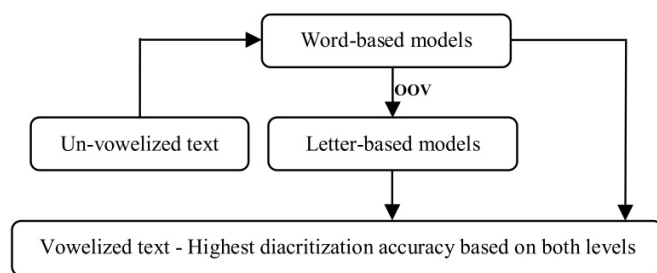 Word-based models
OOV
Un-vowelized text
Letter-based models
Vowelized text - Highest diacritization accuracy based on both levels